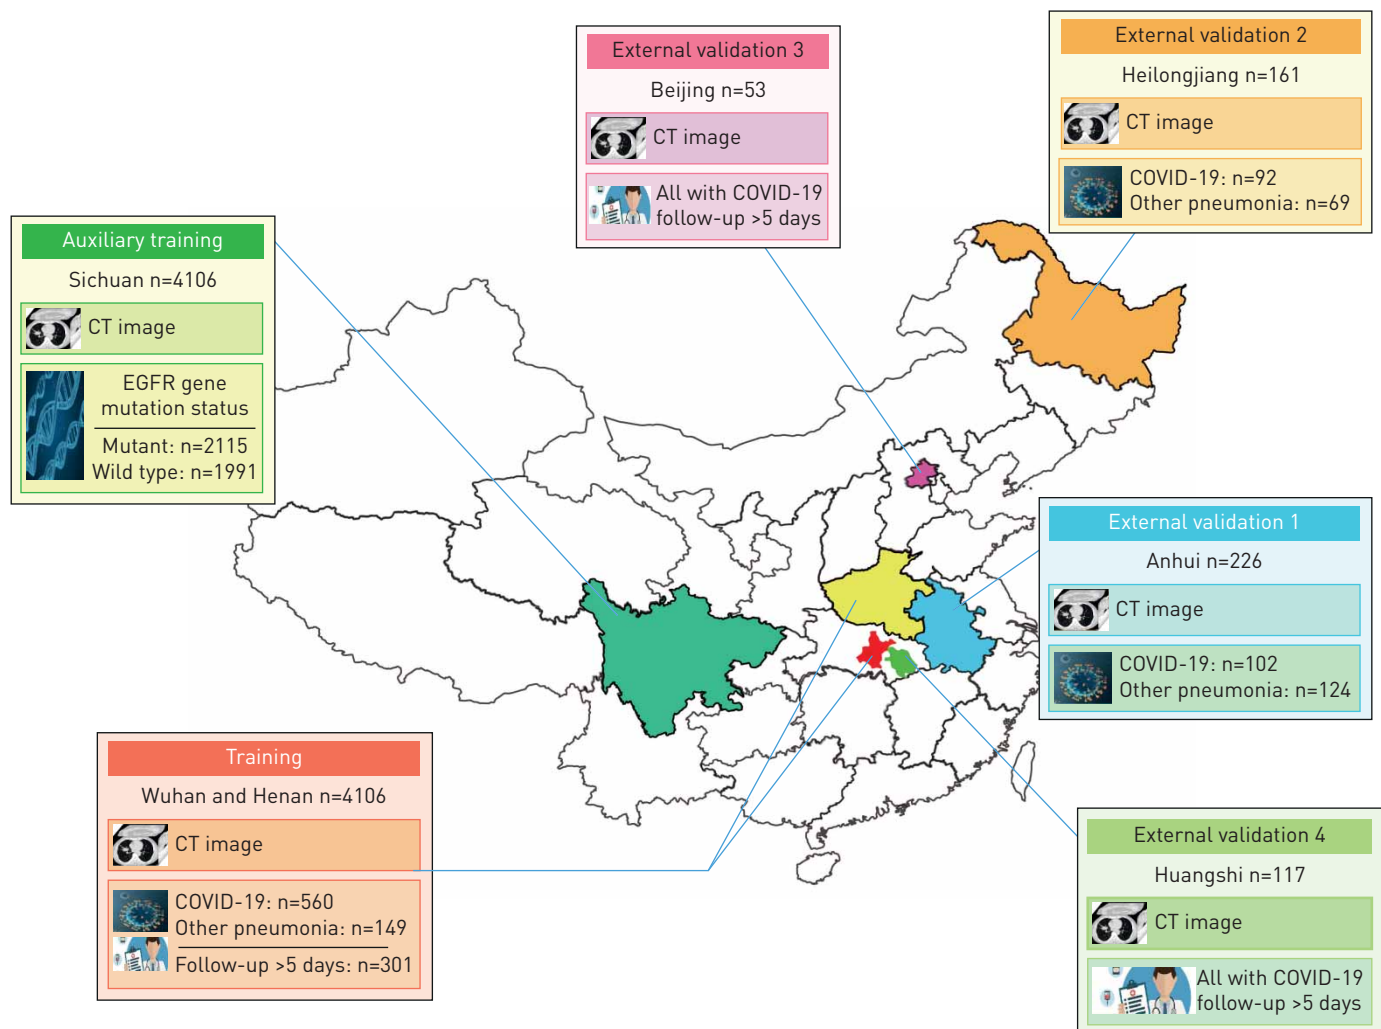 External validation 3
Beijing n=53
CT image
All with COVID-19
follow-up >5 days
External validation 2
Heilongjiang n=161
CT image
COVID-19: n=92
Other pneumonia: n=69
Auxiliary training
Sichuan n=4106
CT image
EGFR gene
mutation status
Mutant: n=2115
Wild type: n=1991
External validation 1
Anhui n=226
CT image
COVID-19: n=102
Other pneumonia: n=124
Training
Wuhan and Henan n=4106
CT image
COVID-19: n=560
Other pneumonia: n=149
Follow-up >5 days: n=301
External validation 4
Huangshi n=117
CT image
All with COVID-19
follow-up >5 days